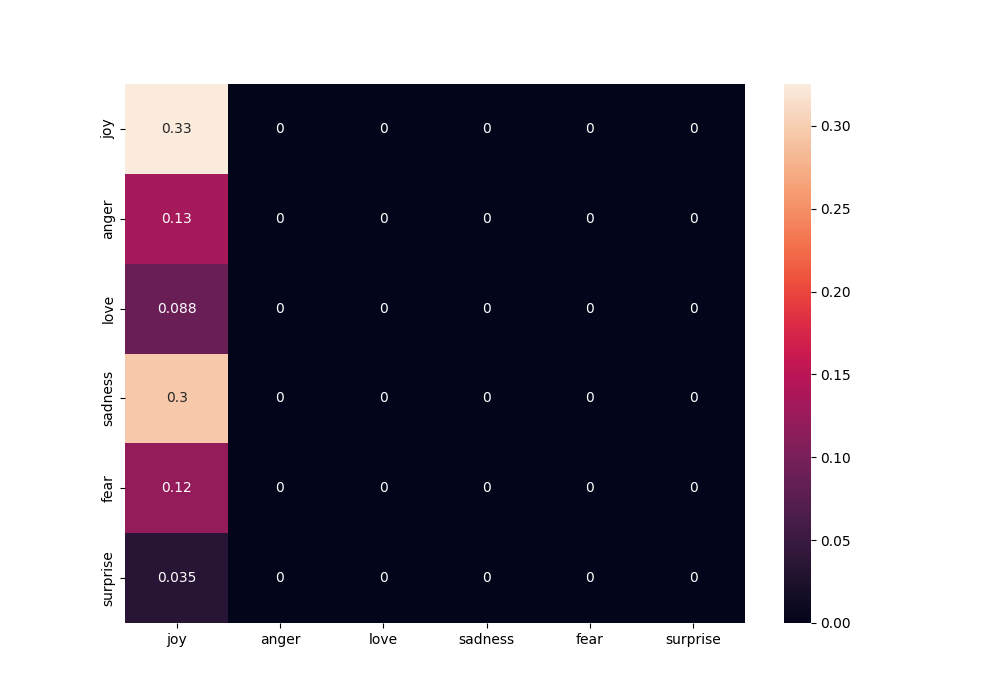 joy 0.33 0 0 0 0 0
anger 0.13 0 0 0 0 0
love 0.088 0 0 0 0 0
sadness 0.3 0 0 0 0 0
fear 0.12 0 0 0 0 0
surprise 0.035 0 0 0 0 0
joy anger love sadness fear surprise
0.30
0.25
0.20
0.15
0.10
0.05
0.00